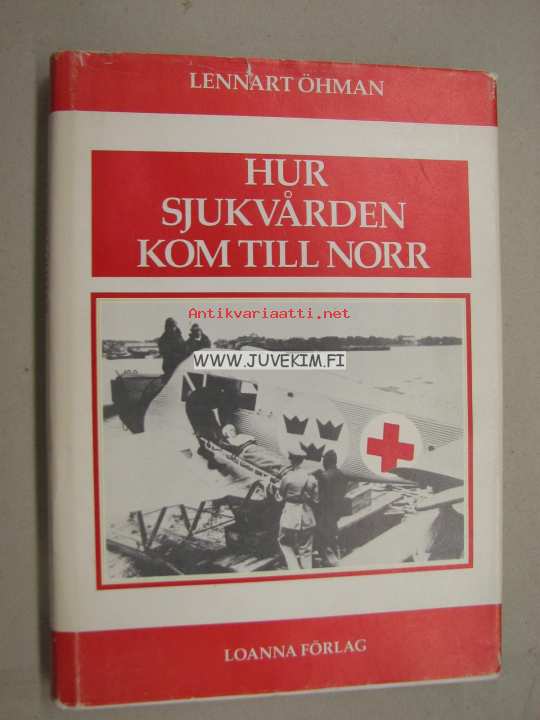 LENNART ÖHMAN
HUR
SJUKVÅRDEN
KOM TILL NORR
Antikvariaatti.net
WWW.JUVEKIM.FI
LOANNA FÖRLAG